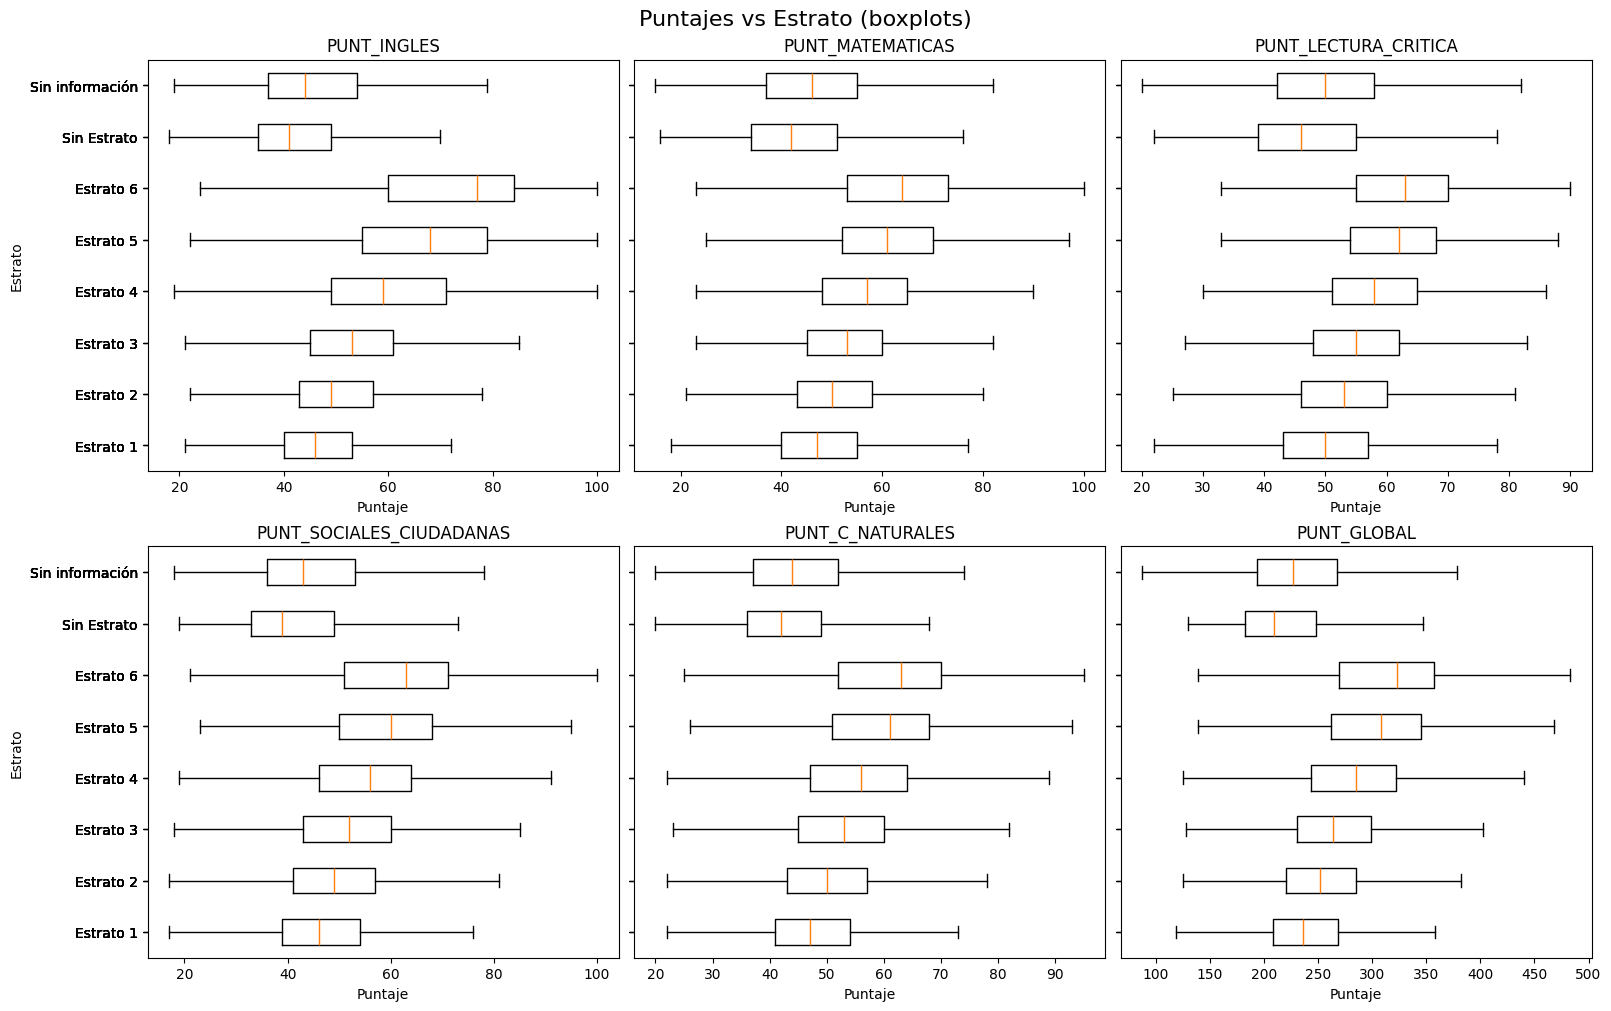 Puntajes vs Estrato (boxplots)
PUNT_INGLES
Estrato
Sin información
Sin Estrato
Estrato 6
Estrato 5
Estrato 4
Estrato 3
Estrato 2
Estrato 1
20 40 60 80 100
Puntaje
PUNT_MATEMATICAS
20 40 60 80 100
Puntaje
PUNT_LECTURA_CRITICA
20 30 40 50 60 70 80 90
Puntaje
PUNT_SOCIALES_CIUDADANAS
Estrato
Sin información
Sin Estrato
Estrato 6
Estrato 5
Estrato 4
Estrato 3
Estrato 2
Estrato 1
20 40 60 80 100
Puntaje
PUNT_C_NATURALES
20 30 40 50 60 70 80 90
Puntaje
PUNT_GLOBAL
100 150 200 250 300 350 400 450 500
Puntaje